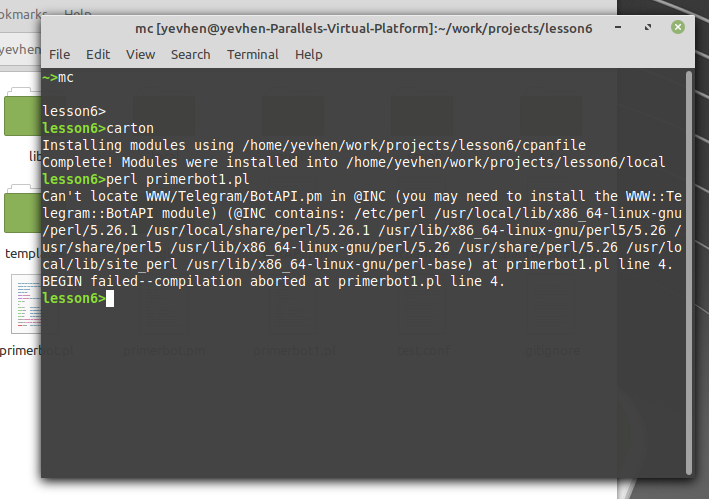 okmarks Help
mc [yevhen@yevhen-Parallels-Virtual-Platform]:~/work/projects/lesson6
yevhen
File Edit View Search Terminal Help
~>mc
lesson6>
lesson6>carton
Installing modules using /home/yevhen/work/projects/lesson6/cpanfile
Complete! Modules were installed into /home/yevhen/work/projects/lesson6/local
lesson6>perl primerbot1.pl
Can't locate WWW/Telegram/BotAPI.pm in @INC (you may need to install the WWW::Te
legram::BotAPI module) (@INC contains: /etc/perl /usr/local/lib/x86_64-linux-gnu
/perl/5.26.1 /usr/local/share/perl/5.26.1 /usr/lib/x86_64-linux-gnu/perl5/5.26 /
usr/share/perl5 /usr/lib/x86_64-linux-gnu/perl/5.26 /usr/share/perl/5.26 /usr/lo
cal/lib/site_perl /usr/lib/x86_64-linux-gnu/perl-base) at primerbot1.pl line 4.
BEGIN failed--compilation aborted at primerbot1.pl line 4.
lesson6>
lib
templ